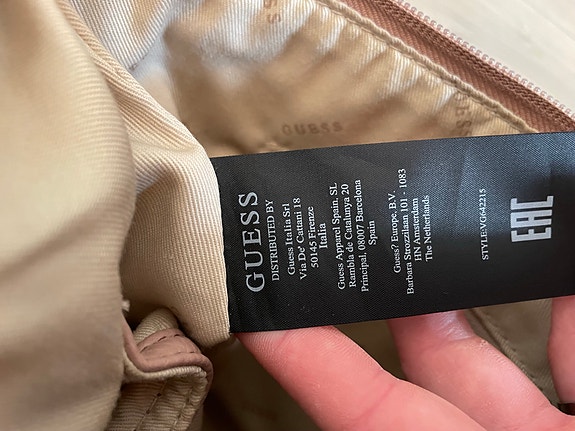 GUESS
GUESS
GUESS
DISTRIBUTED BY
Guess Italia Srl
Via De' Cattani 18
50145 Firenze
Italia
Guess Apparel Spain, SL
Rambla de Catalunya 20
Principal, 08007 Barcelona
Spain
Guess? Europe, B.V.
Barbara Strozzilaan 101 - 1083
HN Amsterdam
The Netherlands
STYLE:VG642215
EAC